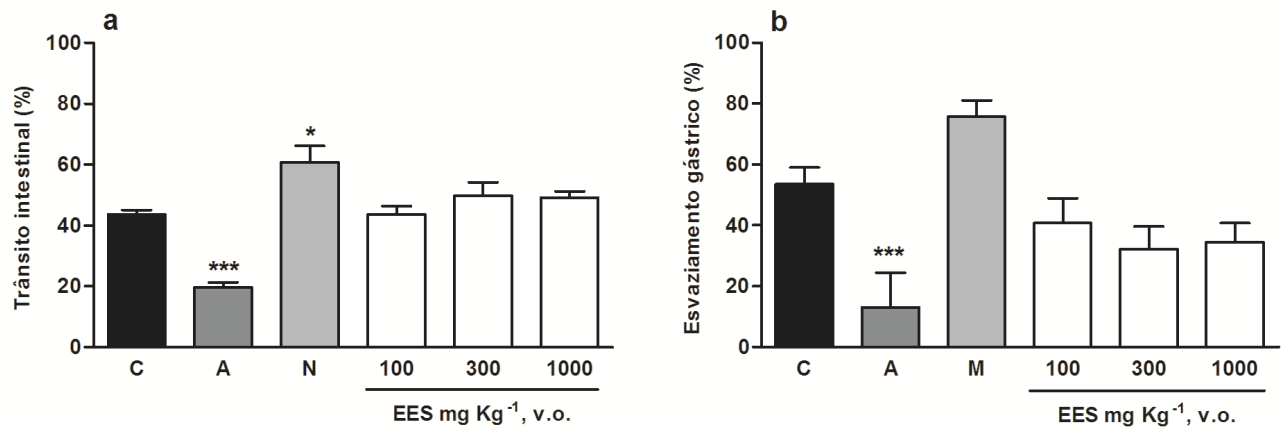 a
Trânsito intestinal (%)
100
80
60
40
20
0
***
*
C A N 100 300 1000
EES mg Kg⁻¹, v.o.
b
Esvaziamento gástrico (%)
100
80
60
40
20
0
***
C A M 100 300 1000
EES mg Kg⁻¹, v.o.